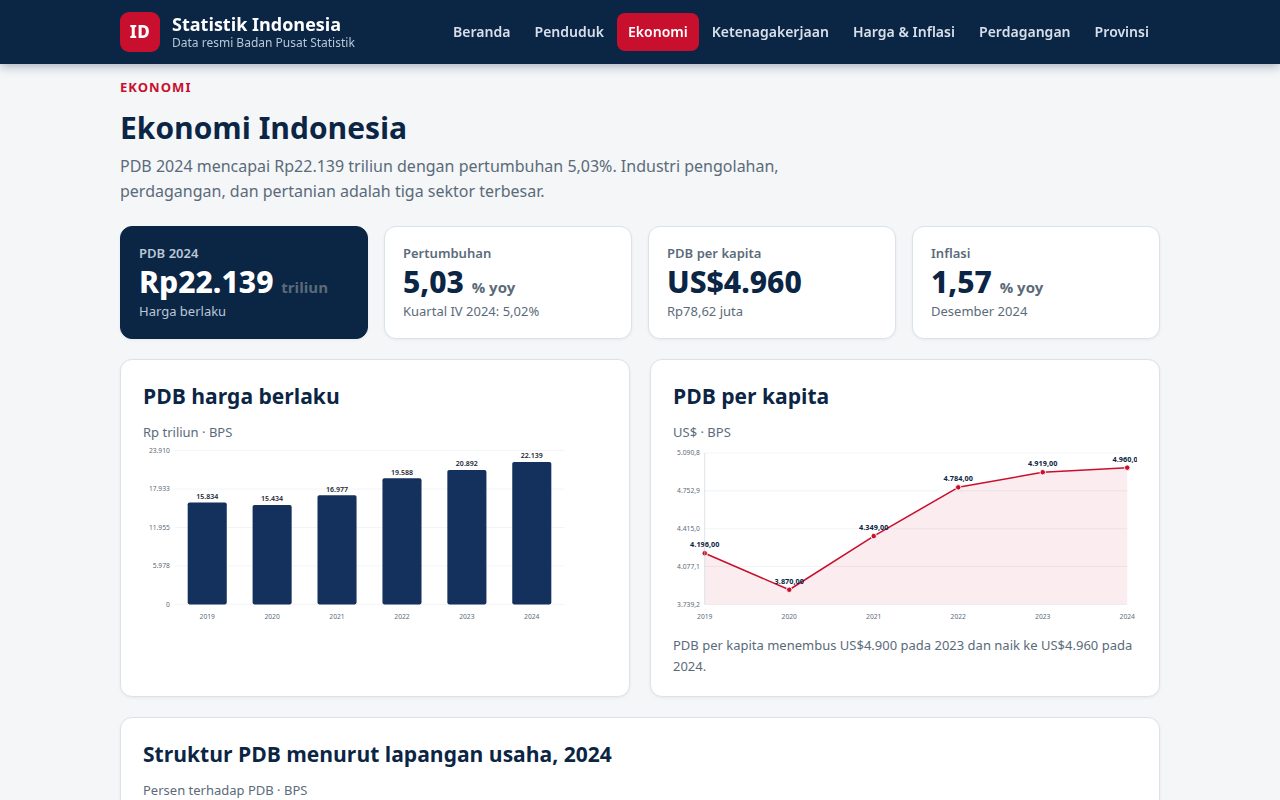 ID
Statistik Indonesia
Data resmi Badan Pusat Statistik
Beranda
Penduduk
Ekonomi
Ketenagakerjaan
Harga & Inflasi
Perdagangan
Provinsi
EKONOMI
Ekonomi Indonesia
PDB 2024 mencapai Rp22.139 triliun dengan pertumbuhan 5,03%. Industri pengolahan,
perdagangan, dan pertanian adalah tiga sektor terbesar.
PDB 2024
Rp22.139 triliun
Harga berlaku
Pertumbuhan
5,03 % yoy
Kuartal IV 2024: 5,02%
PDB per kapita
US$4.960
Rp78,62 juta
Inflasi
1,57 % yoy
Desember 2024
PDB harga berlaku
Rp triliun · BPS
23.910
17.933
11.955
5.978
0
15.834
15.434
16.977
19.588
20.892
22.139
2019
2020
2021
2022
2023
2024
PDB per kapita
US$ · BPS
5.090,8
4.752,9
4.415,0
4.077,1
3.739,2
4.196,00
3.870,00
4.349,00
4.784,00
4.919,00
4.960,0
2019
2020
2021
2022
2023
2024
PDB per kapita menembus US$4.900 pada 2023 dan naik ke US$4.960 pada
2024.
Struktur PDB menurut lapangan usaha, 2024
Persen terhadap PDB · BPS